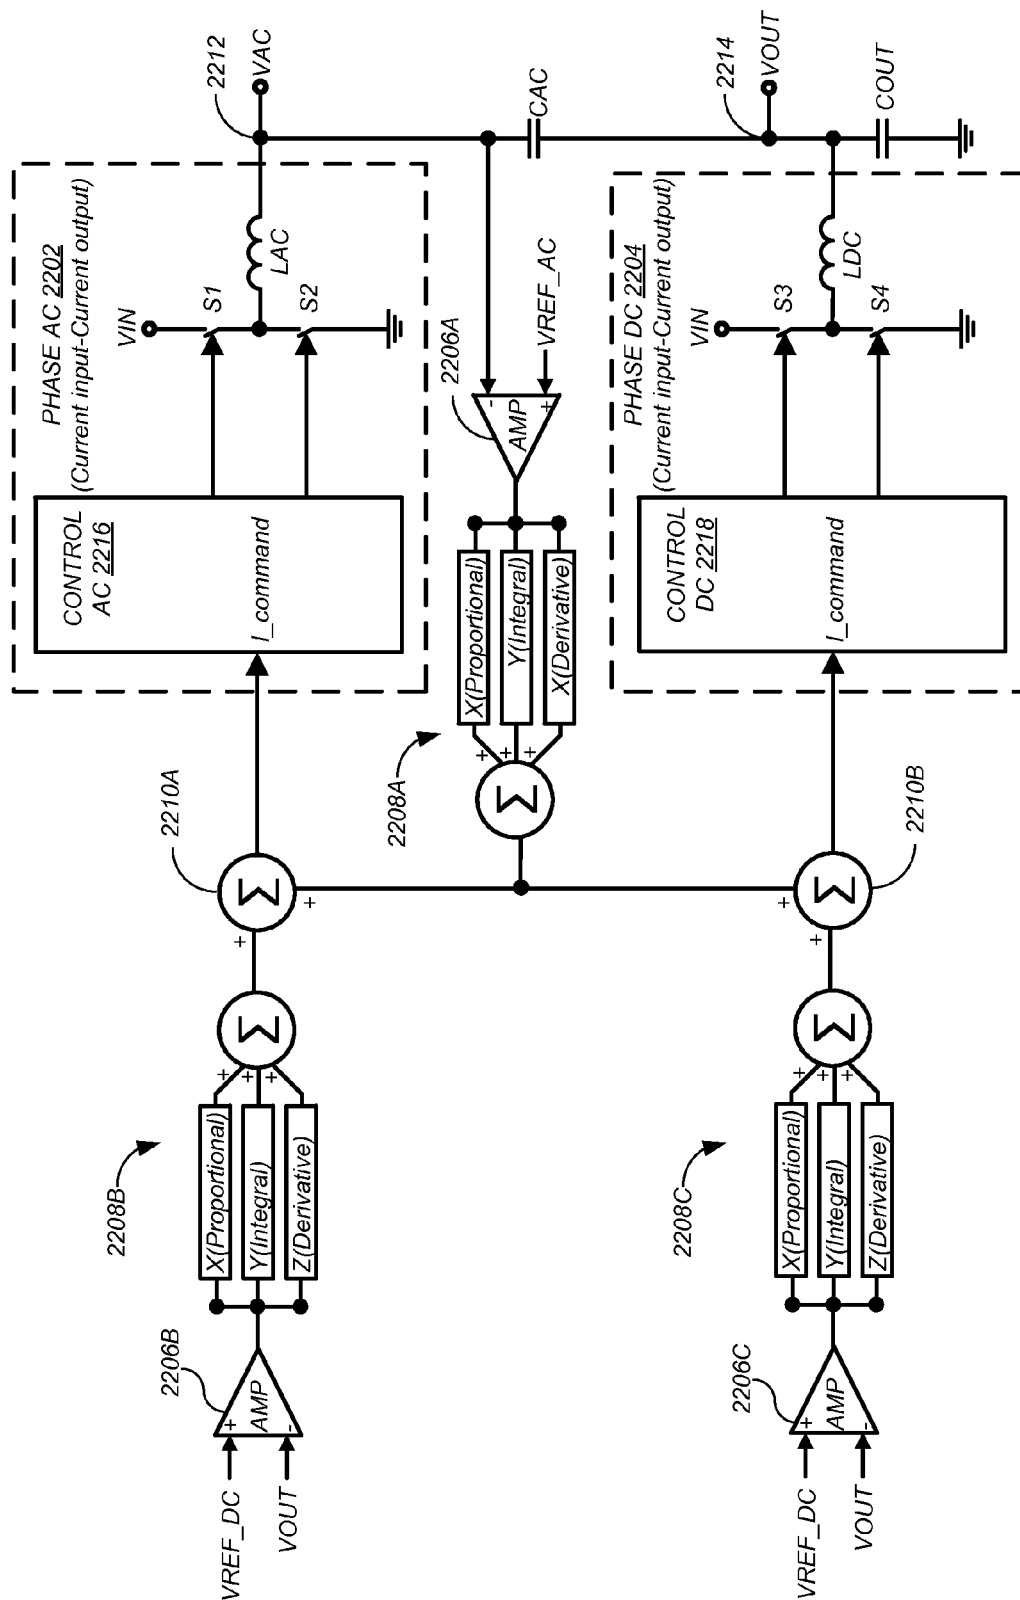 PHASE AC 2202
(Current input-Current output)
CONTROL
AC 2216
I_command
VIN
S1
S2
LAC
2212
VAC
2210A
Σ
+
+
Σ
+
+
+
2208B
X(Proportional)
Y(Integral)
Z(Derivative)
2206B
AMP
+
-
VREF_DC
VOUT
2206A
AMP
-
+
VREF_AC
CAC
2208A
X(Proportional)
Y(Integral)
X(Derivative)
+
+
+
Σ
PHASE DC 2204
(Current input-Current output)
CONTROL
DC 2218
I_command
VIN
S3
S4
LDC
2214
VOUT
COUT
2210B
Σ
+
+
Σ
+
+
+
2208C
X(Proportional)
Y(Integral)
Z(Derivative)
2206C
AMP
+
-
VREF_DC
VOUT